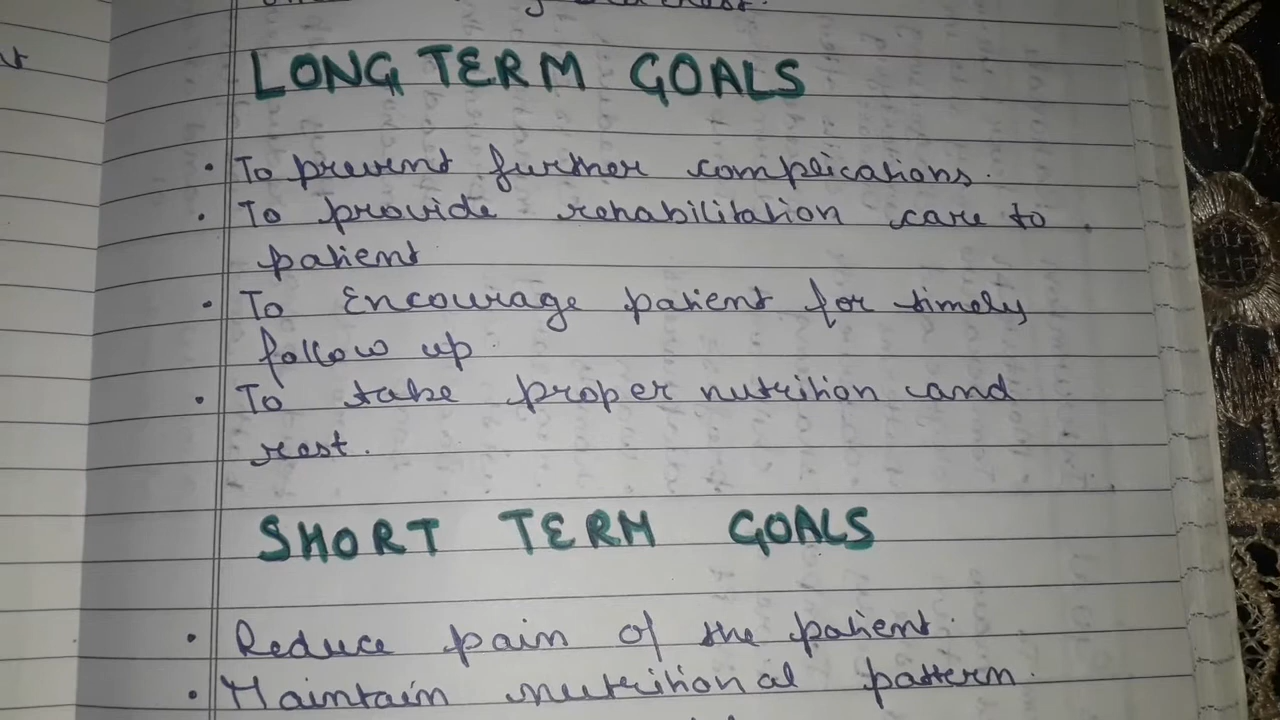 LONG TERM GOALS
• To prevent further complications.
• To provide rehabilitation care to
patient
• To Encourage patient for timely
follow up.
• To take proper nutrition and
rest.
SHORT TERM GOALS
• Reduce pain of the patient.
• Maintain nutritional pattern.